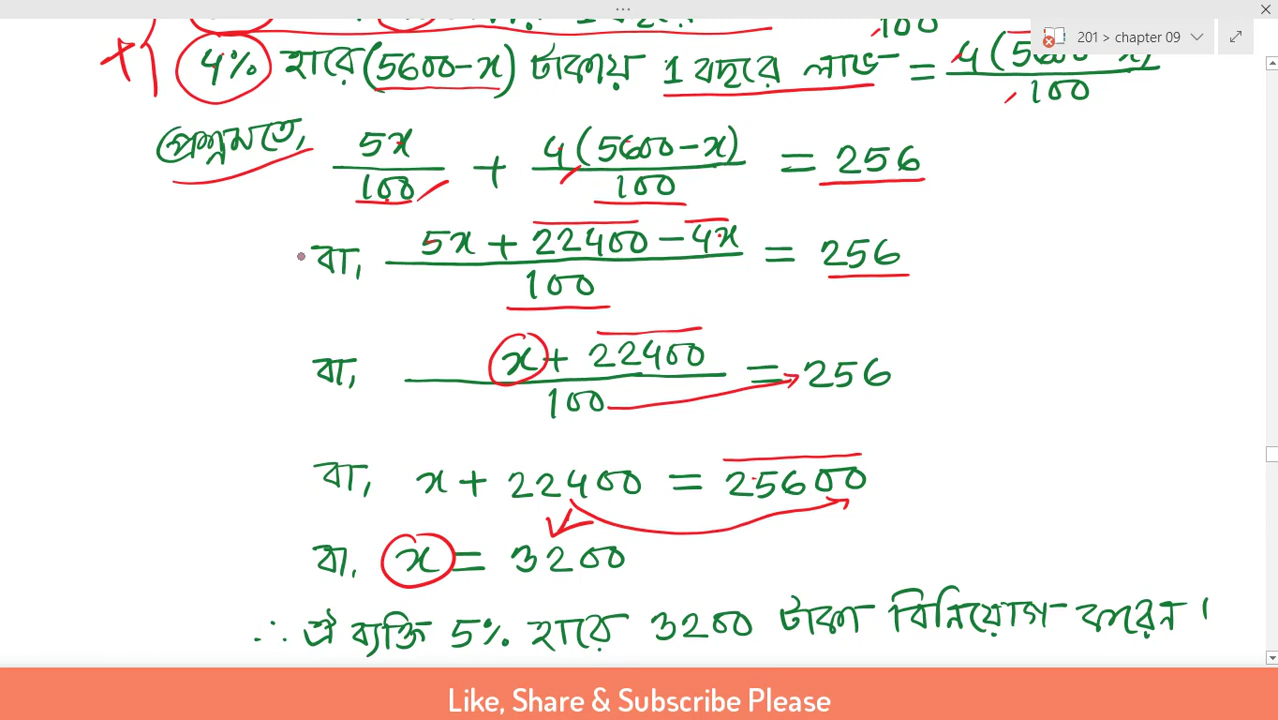 201 > chapter 09
100
4% হারে (5600-x) টাকায় 1 বছরে লাভ = 4(5600-x)/100
প্রশ্নমতে, 5x/100 + 4(5600-x)/100 = 256
বা, 5x + 22400 - 4x/100 = 256
বা, x + 22400/100 = 256
বা, x + 22400 = 25600
বা, x = 3200
∴ ঐ ব্যক্তি 5% হারে 3200 টাকা বিনিয়োগ করেন।
Like, Share & Subscribe Please